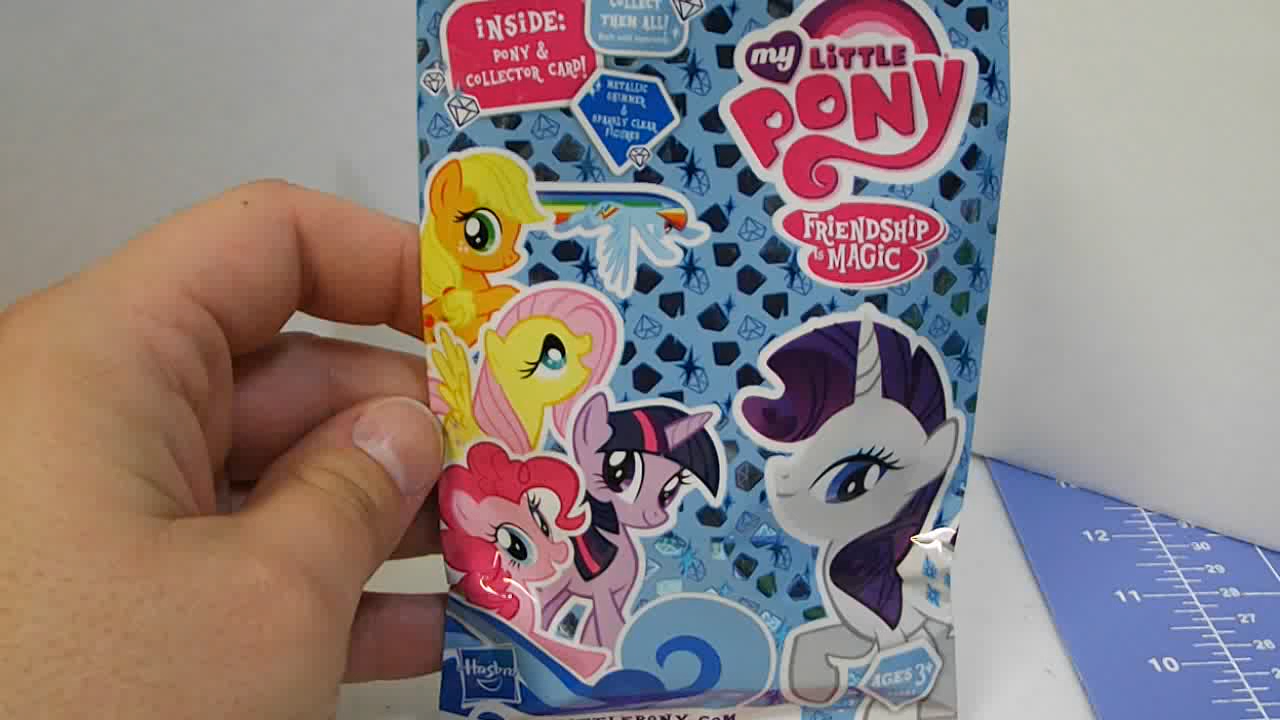 INSIDE:
PONY &
COLLECTOR CARD!
COLLECT
THEM ALL!
METALLIC
SHIMMER
&
SPARKLY CLEAR
FIGURES
my LITTLE
PONY
FRIENDSHIP
IS MAGIC
Hasbro
AGES 3+
12
11
10
30
29
28
27
26